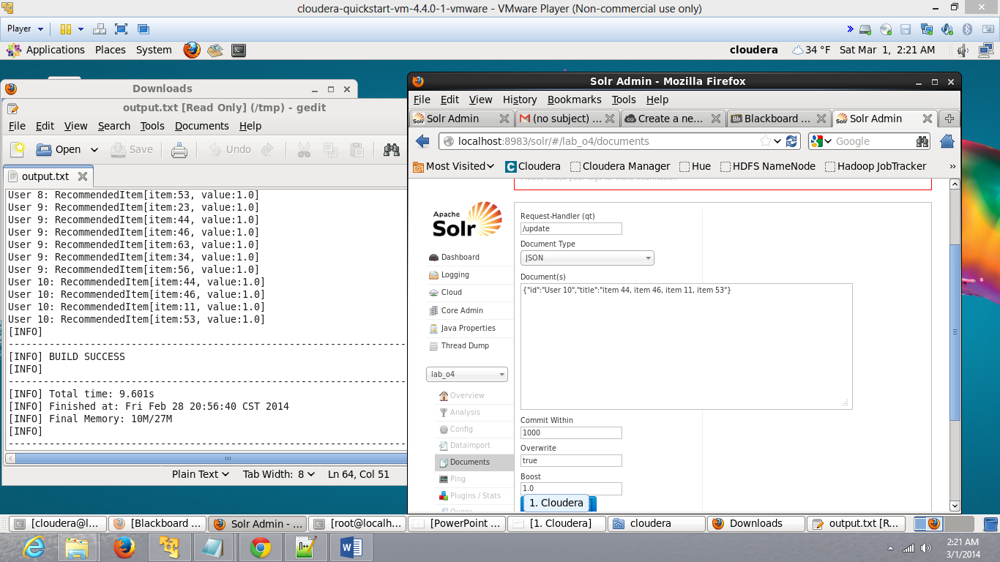 cloudera-quickstart-vm-4.4.0-1-vmware - VMware Player (Non-commercial use only)
Player
»
Applications Places System
cloudera 34 °F Sat Mar 1, 2:21 AM
Downloads
output.txt [Read Only] (/tmp) - gedit
File Edit View Search Tools Documents Help
Open Save Undo
output.txt
User 8: RecommendedItem[item:53, value:1.0]
User 9: RecommendedItem[item:23, value:1.0]
User 9: RecommendedItem[item:44, value:1.0]
User 9: RecommendedItem[item:46, value:1.0]
User 9: RecommendedItem[item:63, value:1.0]
User 9: RecommendedItem[item:34, value:1.0]
User 9: RecommendedItem[item:56, value:1.0]
User 10: RecommendedItem[item:44, value:1.0]
User 10: RecommendedItem[item:46, value:1.0]
User 10: RecommendedItem[item:11, value:1.0]
User 10: RecommendedItem[item:53, value:1.0]
[INFO]
------------------------------------------------------------------------
[INFO] BUILD SUCCESS
[INFO]
------------------------------------------------------------------------
[INFO] Total time: 9.601s
[INFO] Finished at: Fri Feb 28 20:56:40 CST 2014
[INFO] Final Memory: 10M/27M
[INFO]
------------------------------------------------------------------------
Plain Text Tab Width: 8 Ln 64, Col 51
Solr Admin - Mozilla Firefox
File Edit View History Bookmarks Tools Help
Solr Admin (no subject) ... Create a ne... Blackboard ... Solr Admin
localhost:8983/solr/#/lab_o4/documents Google
Most Visited Cloudera Cloudera Manager Hue HDFS NameNode Hadoop JobTracker »
Please check your logs for more information
Apache
Solr
Dashboard
Logging
Cloud
Core Admin
Java Properties
Thread Dump
lab_o4
Overview
Analysis
Config
Dataimport
Documents
Ping
Plugins / Stats
Query
Request-Handler (qt)
/update
Document Type
JSON
Document(s)
{"id":"User 10","title":"item 44, item 46, item 11, item 53"}
Commit Within
1000
Overwrite
true
Boost
1.0
1. Cloudera
[cloudera@l... [Blackboard ... Solr Admin - ... [root@localh... [PowerPoint ... [1. Cloudera] cloudera Downloads output.txt [R...
2:21 AM
3/1/2014